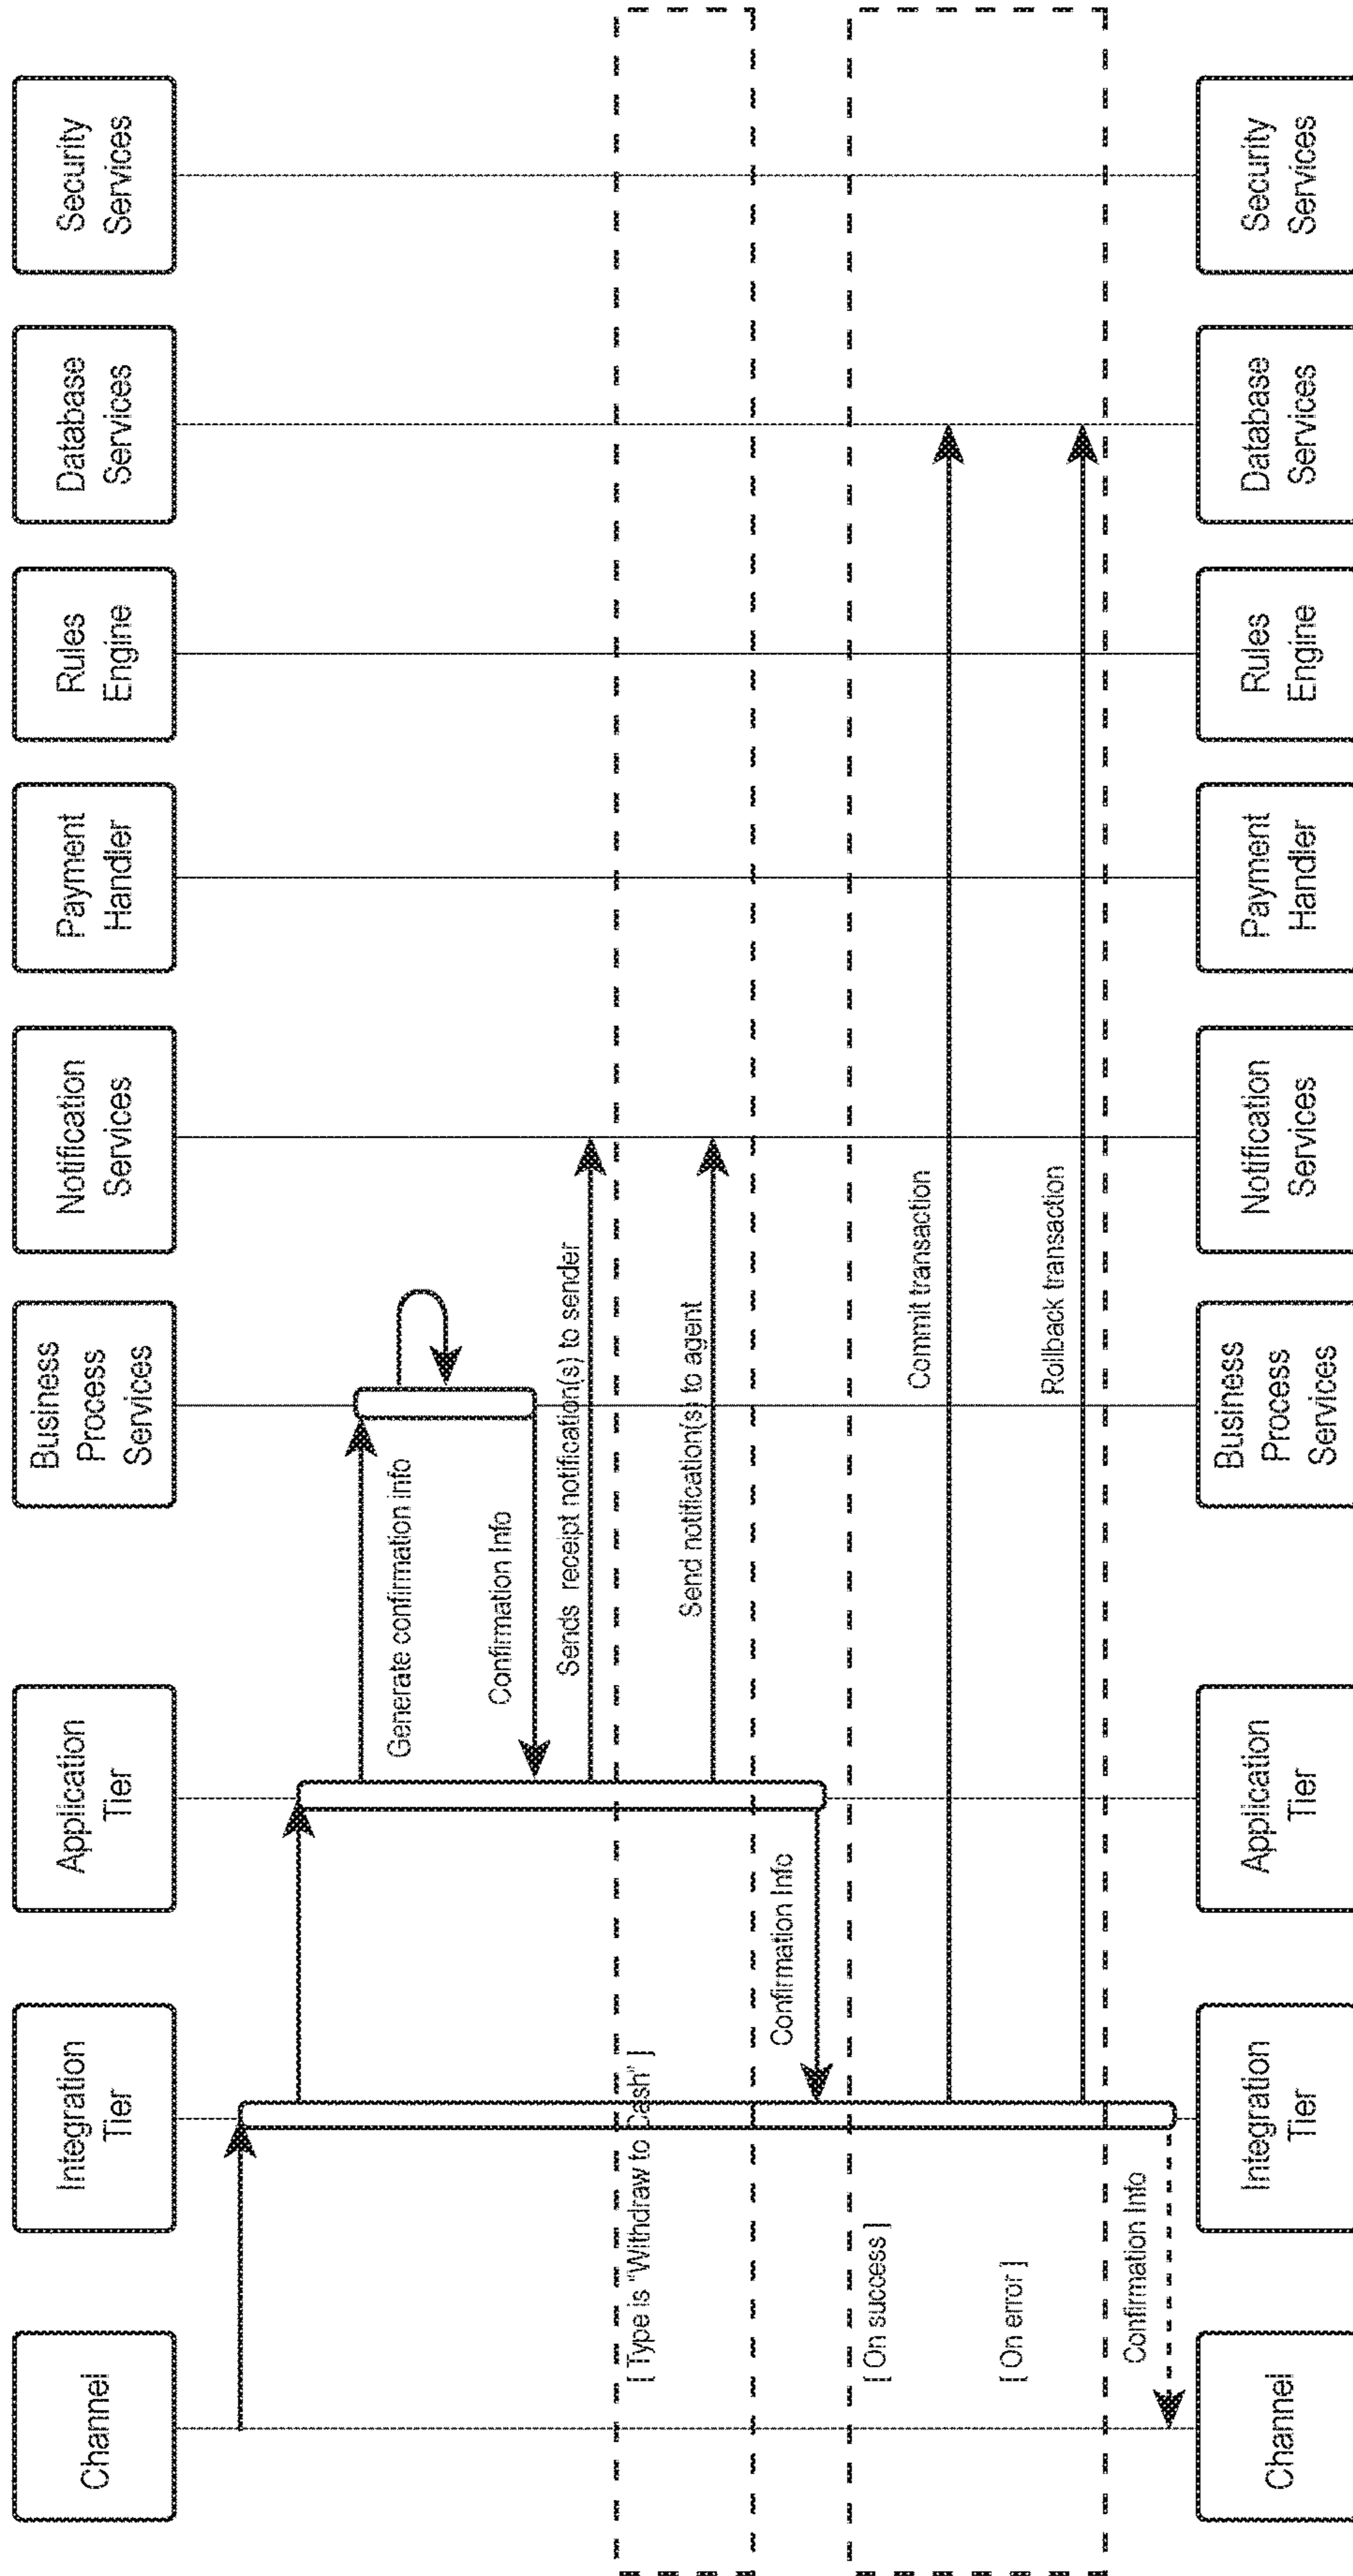 Channel
Integration
Tier
Application
Tier
Business
Process
Services
Notification
Services
Payment
Handler
Rules
Engine
Database
Services
Security
Services
Generate confirmation info
Confirmation Info
Sends receipt notification(s) to sender
[ Type is "Withdraw to Cash" ]
Send notification(s) to agent
Confirmation Info
[ On success ]
Commit transaction
[ On error ]
Rollback transaction
Confirmation Info
Channel
Integration
Tier
Application
Tier
Business
Process
Services
Notification
Services
Payment
Handler
Rules
Engine
Database
Services
Security
Services